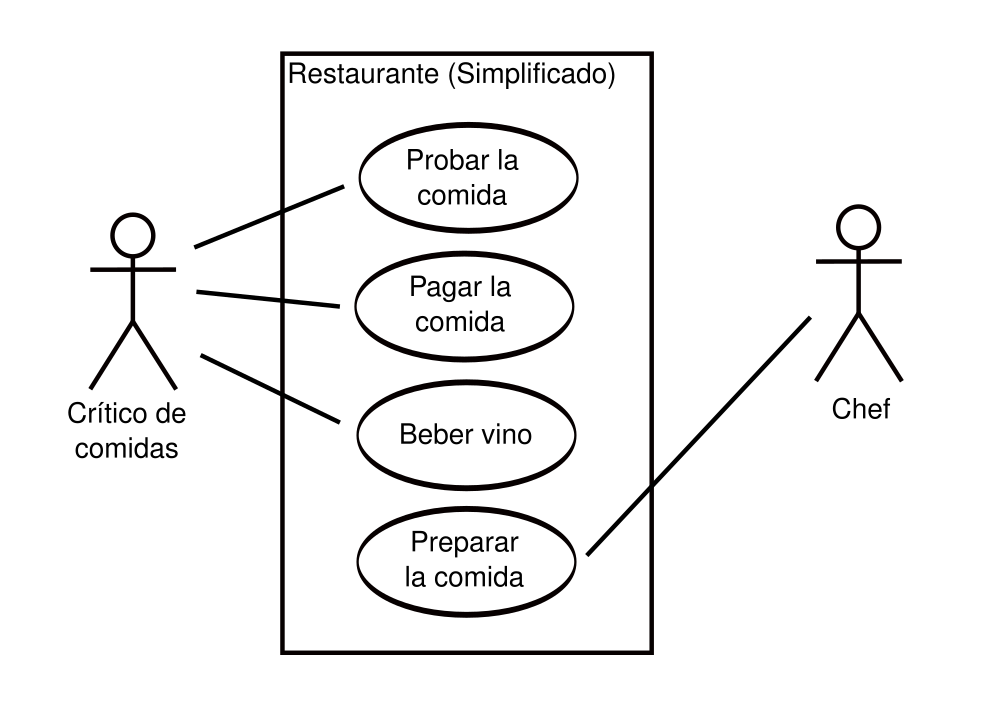 Restaurante (Simplificado)
Probar la
comida
Pagar la
comida
Beber vino
Preparar
la comida
Crítico de
comidas
Chef